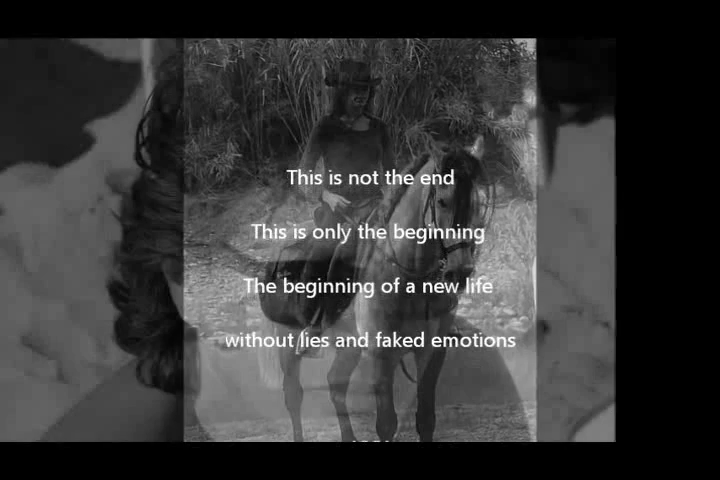 This is not the end
This is only the beginning
The beginning of a new life
without lies and faked emotions